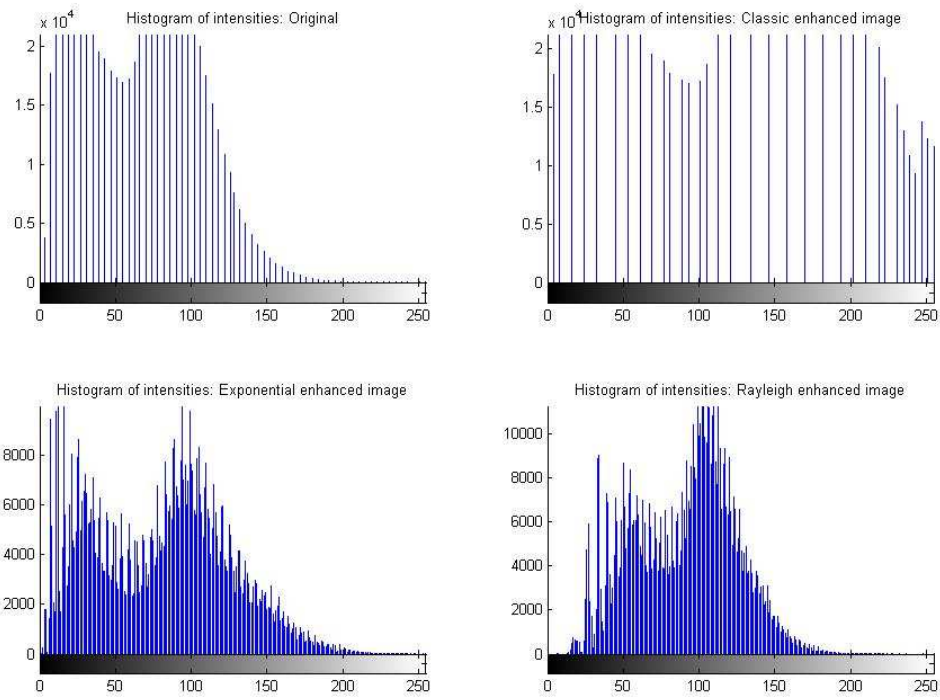 Histogram of intensities: Original
x 10^4
2
1.5
1
0.5
0
0 50 100 150 200 250
Histogram of intensities: Classic enhanced image
x 10^4
2
1.5
1
0.5
0
0 50 100 150 200 250
Histogram of intensities: Exponential enhanced image
8000
6000
4000
2000
0
0 50 100 150 200 250
Histogram of intensities: Rayleigh enhanced image
10000
8000
6000
4000
2000
0
0 50 100 150 200 250